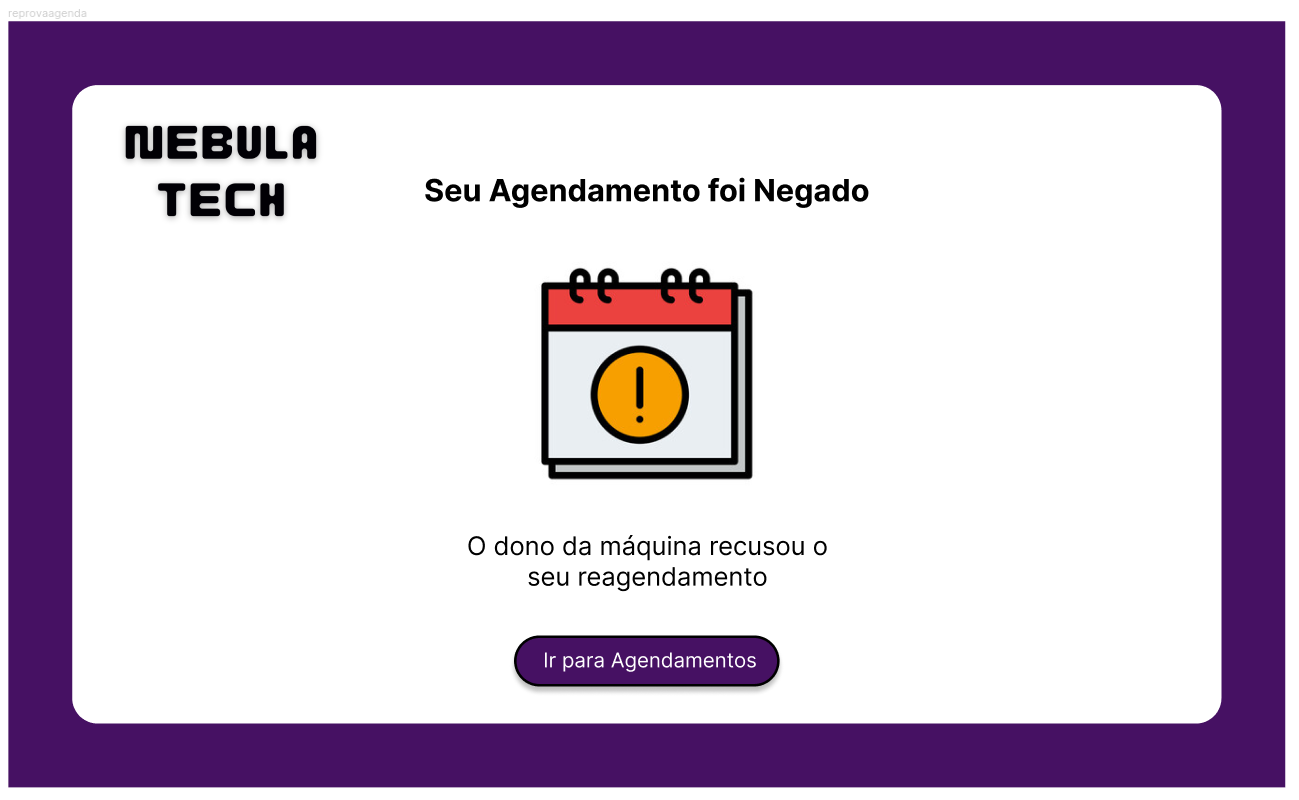 reprovaagenda
NEBULA
TECH
Seu Agendamento foi Negado
O dono da máquina recusou o
seu reagendamento
Ir para Agendamentos